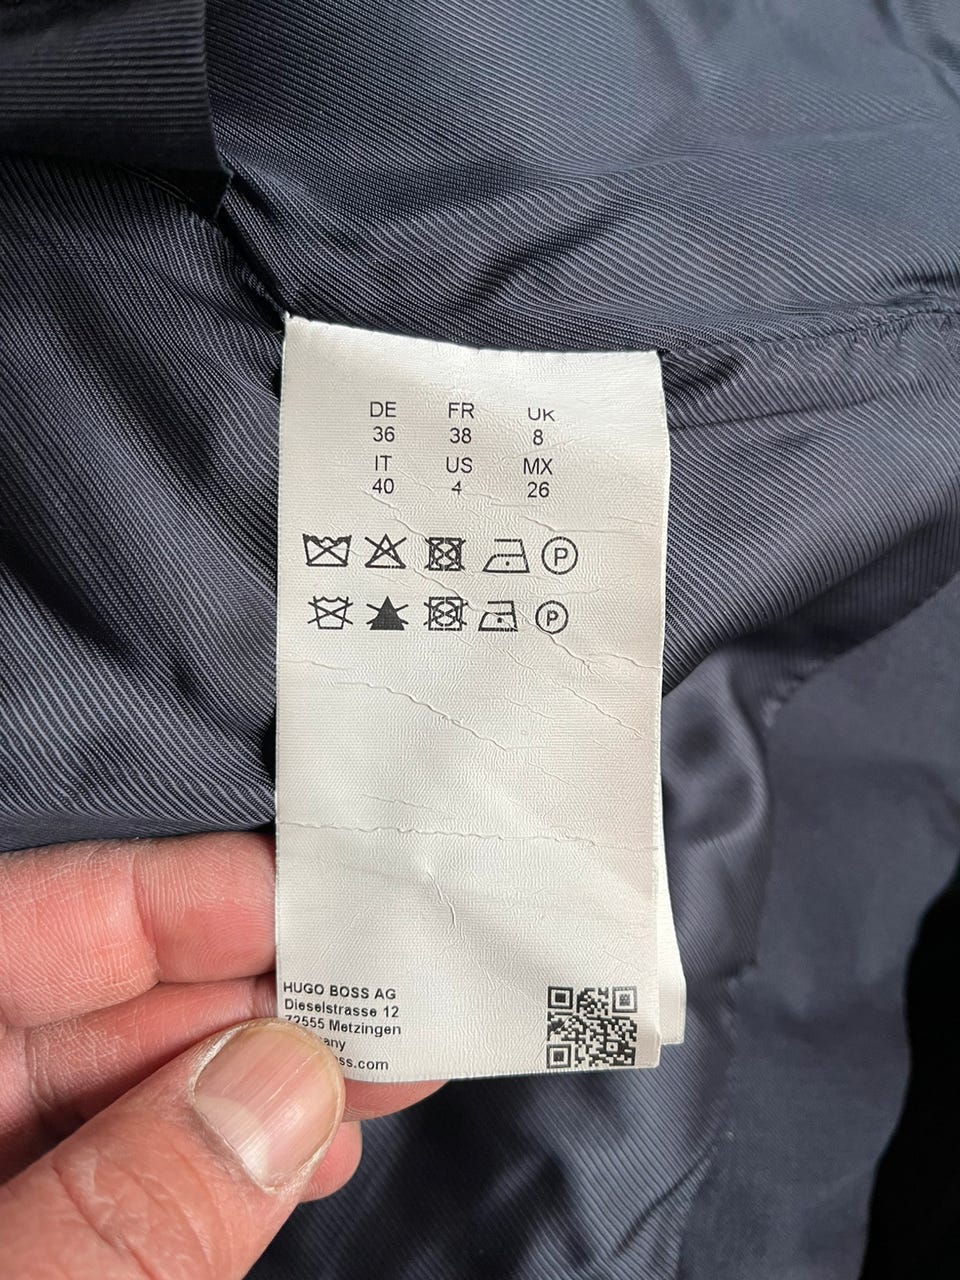 DE FR UK
36 38 8
IT US MX
40 4 26
P
P
HUGO BOSS AG
Dieselstrasse 12
72555 Metzingen